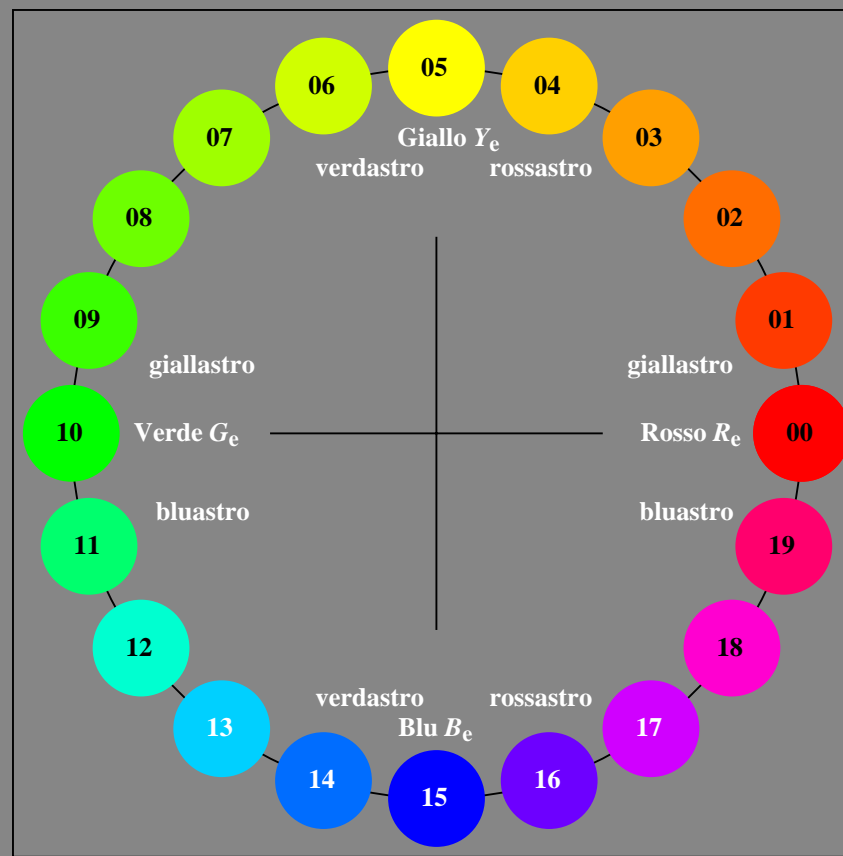 05
06
04
07
Giallo Ye
03
verdastro
rossastro
08
02
09
01
giallastro
giallastro
10
Verde Ge
Rosso Re
00
bluastro
bluastro
11
19
12
18
verdastro
rossastro
13
Blu Be
17
14
16
15